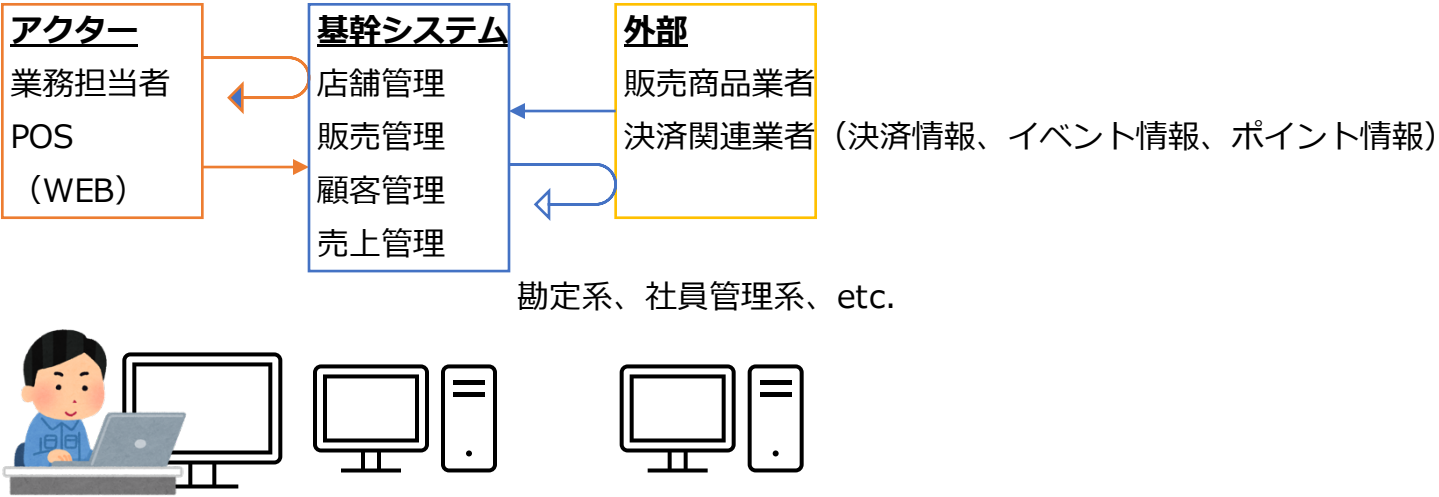 アクター
業務担当者
POS
（WEB）
基幹システム
店舗管理
販売管理
顧客管理
売上管理
外部
販売商品業者
決済関連業者（決済情報、イベント情報、ポイント情報）
勘定系、社員管理系、etc.